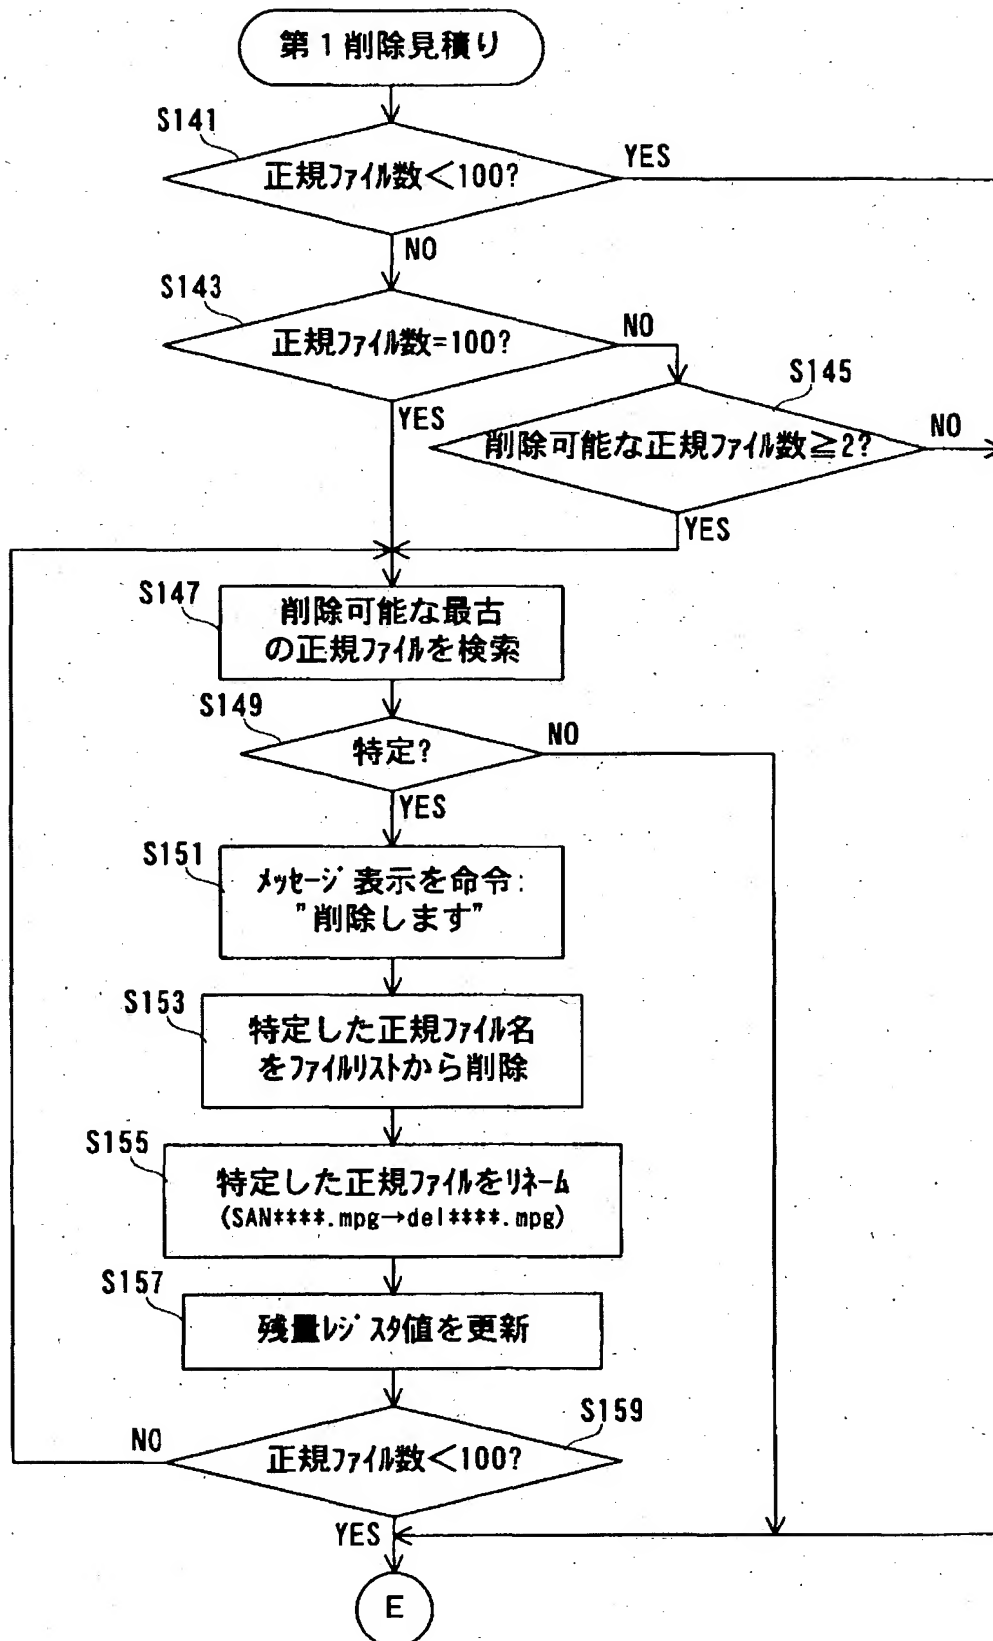 第1削除見積り
S141
正規ファイル数<100?
YES
NO
S143
正規ファイル数=100?
NO
S145
YES
削除可能な正規ファイル数≧2?
NO
YES
S147
削除可能な最古
の正規ファイルを検索
S149
特定?
NO
YES
S151
メッセージ表示を命令:
"削除します"
S153
特定した正規ファイル名
をファイルリストから削除
S155
特定した正規ファイルをリネーム
(SAN****.mpg→del****.mpg)
S157
残量レジスタ値を更新
S159
NO
正規ファイル数<100?
YES
E